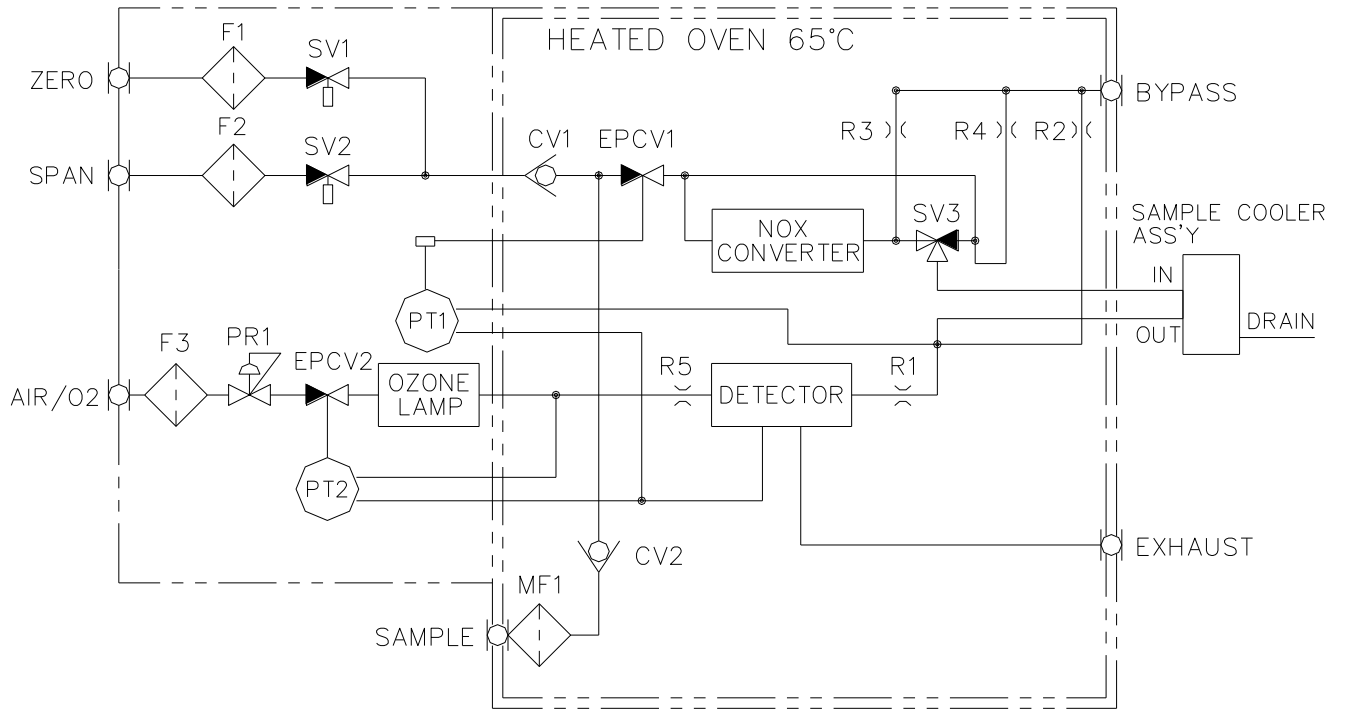 HEATED OVEN 65°C
F1
SV1
ZERO
BYPASS
F2
SV2
CV1
EPCV1
R3
R4
R2
SPAN
NOX
CONVERTER
SV3
SAMPLE COOLER
ASS'Y
IN
OUT
DRAIN
PT1
F3
PR1
EPCV2
R5
R1
AIR/O2
OZONE
LAMP
DETECTOR
PT2
EXHAUST
CV2
MF1
SAMPLE